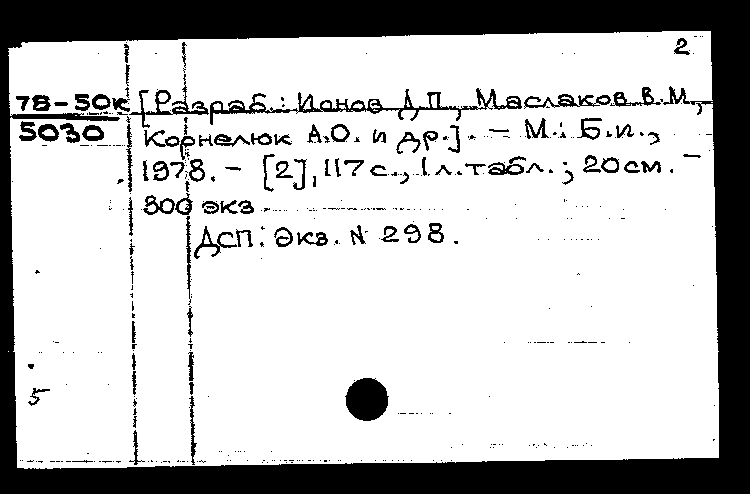 2
78-50к [Разраб.: Ионов Д.П., Маслаков В.М.,
5030 Корнелюк А.О. и др.]. – М.: Б.и.,
1978. – [2], 117 с., 1 л. табл.; 20 см. –
300 экз
ДСП: Экз. N 298.
5